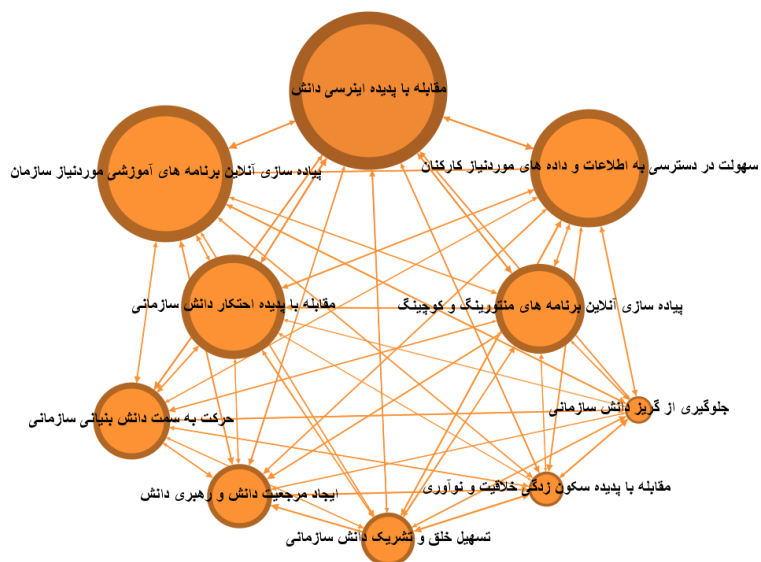 مقابله با پدیده اینرسی دانش
سهولت در دسترسی به اطلاعات و داده های موردنیاز کارکنان
پیاده سازی آنلاین برنامه های آموزشی موردنیاز سازمان
مقابله با پدیده احتکار دانش سازمانی
پیاده سازی آنلاین برنامه های منتورینگ و کوچینگ
جلوگیری از گریز دانش سازمانی
حرکت به سمت دانش بنیانی سازمانی
مقابله با پدیده سکون زدگی خلاقیت و نوآوری
ایجاد مرجعیت دانش و رهبری دانش
تسهیل خلق و تشریک دانش سازمانی